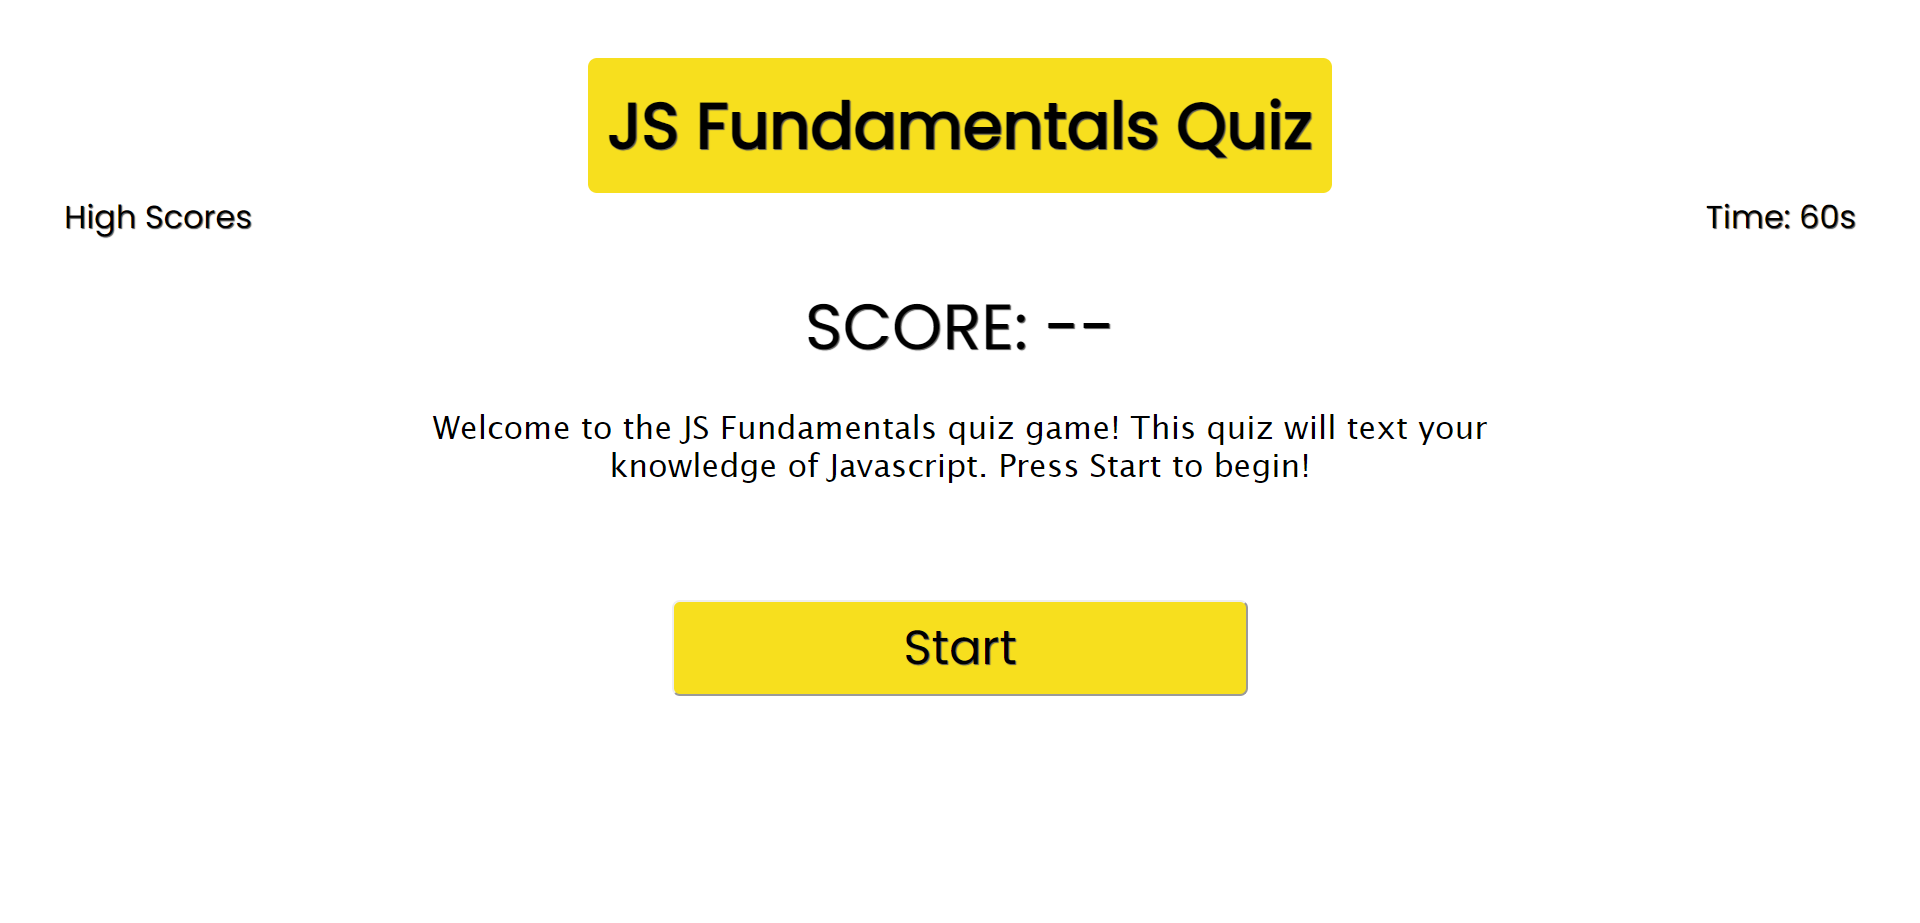 JS Fundamentals Quiz
High Scores
Time: 60s
SCORE: --
Welcome to the JS Fundamentals quiz game! This quiz will text your
knowledge of Javascript. Press Start to begin!
Start